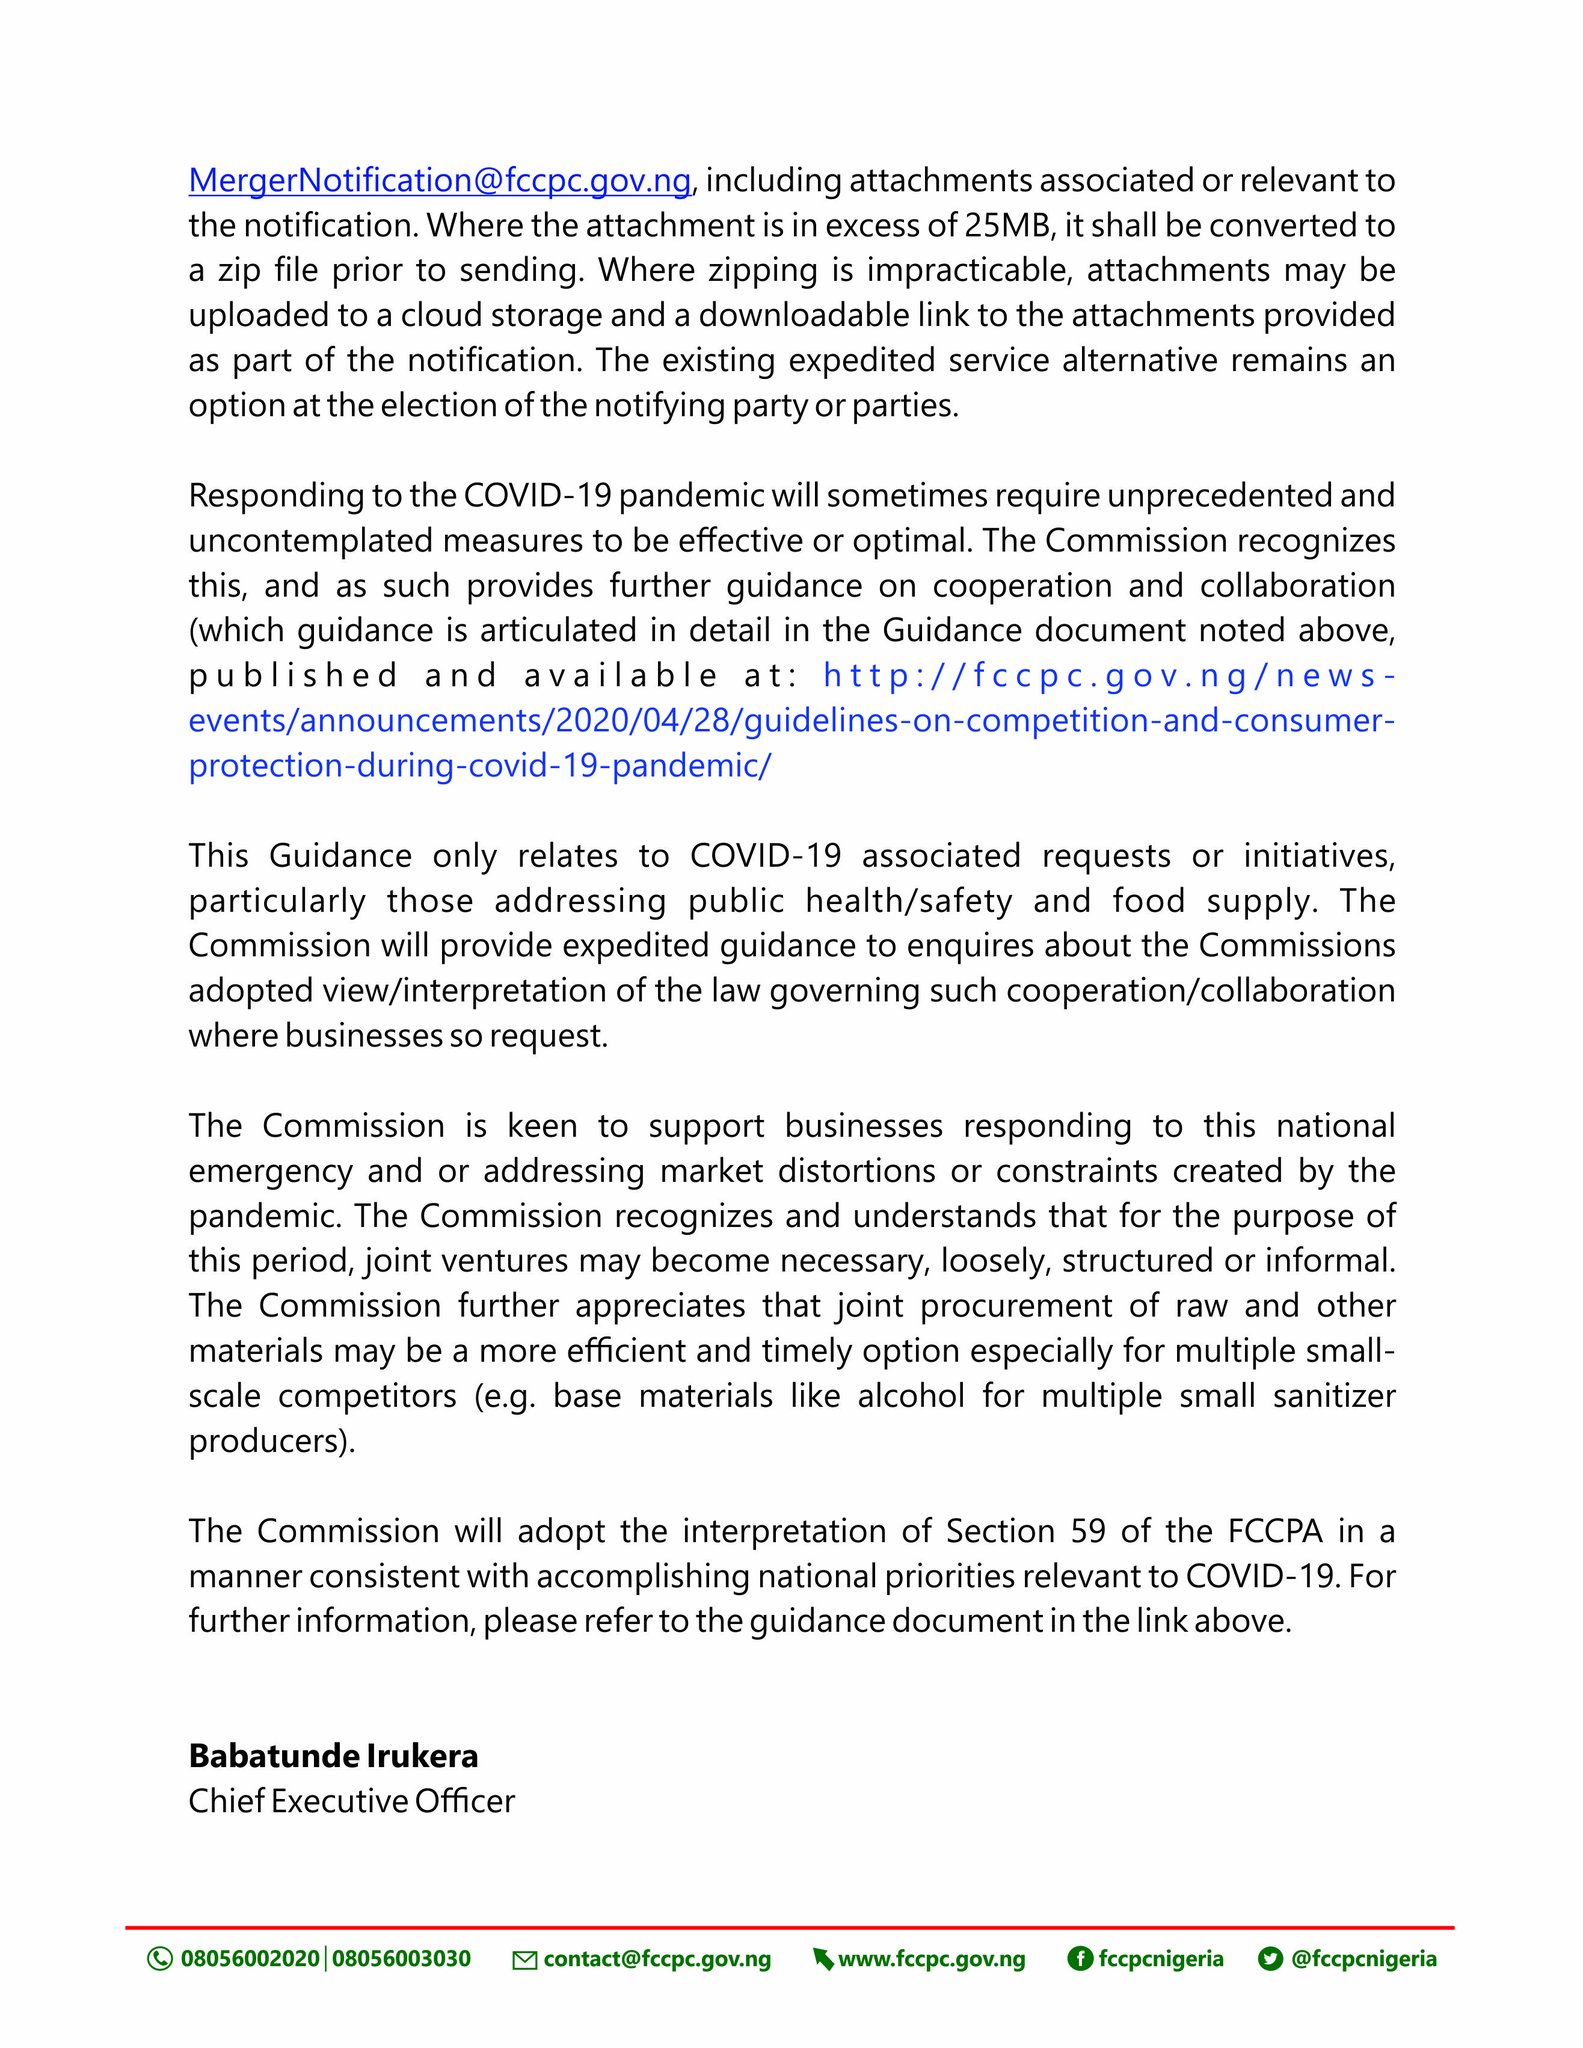 MergerNotification@fccpc.gov.ng, including attachments associated or relevant to
the notification. Where the attachment is in excess of 25MB, it shall be converted to
a zip file prior to sending. Where zipping is impracticable, attachments may be
uploaded to a cloud storage and a downloadable link to the attachments provided
as part of the notification. The existing expedited service alternative remains an
option at the election of the notifying party or parties.
Responding to the COVID-19 pandemic will sometimes require unprecedented and
uncontemplated measures to be effective or optimal. The Commission recognizes
this, and as such provides further guidance on cooperation and collaboration
(which guidance is articulated in detail in the Guidance document noted above,
published and available at: http://fccpc.gov.ng/news-
events/announcements/2020/04/28/guidelines-on-competition-and-consumer-
protection-during-covid-19-pandemic/
This Guidance only relates to COVID-19 associated requests or initiatives,
particularly those addressing public health/safety and food supply. The
Commission will provide expedited guidance to enquires about the Commissions
adopted view/interpretation of the law governing such cooperation/collaboration
where businesses so request.
The Commission is keen to support businesses responding to this national
emergency and or addressing market distortions or constraints created by the
pandemic. The Commission recognizes and understands that for the purpose of
this period, joint ventures may become necessary, loosely, structured or informal.
The Commission further appreciates that joint procurement of raw and other
materials may be a more efficient and timely option especially for multiple small-
scale competitors (e.g. base materials like alcohol for multiple small sanitizer
producers).
The Commission will adopt the interpretation of Section 59 of the FCCPA in a
manner consistent with accomplishing national priorities relevant to COVID-19. For
further information, please refer to the guidance document in the link above.
Babatunde Irukera
Chief Executive Officer
08056002020|08056003030 contact@fccpc.gov.ng www.fccpc.gov.ng fccpcnigeria @fccpcnigeria